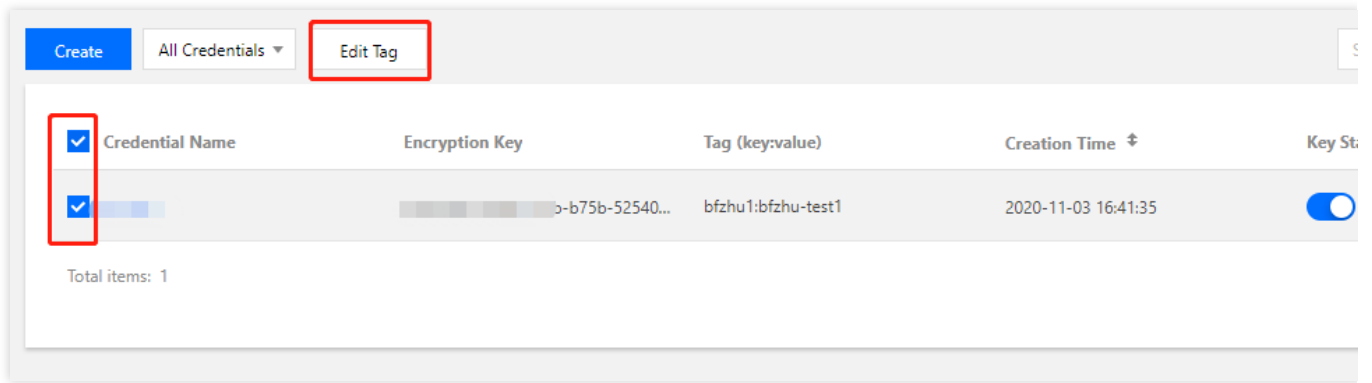 Create All Credentials Edit Tag
Credential Name Encryption Key Tag (key:value) Creation Time Key
-b75b-52540... bfzhu1:bfzhu-test1 2020-11-03 16:41:35
Total items: 1